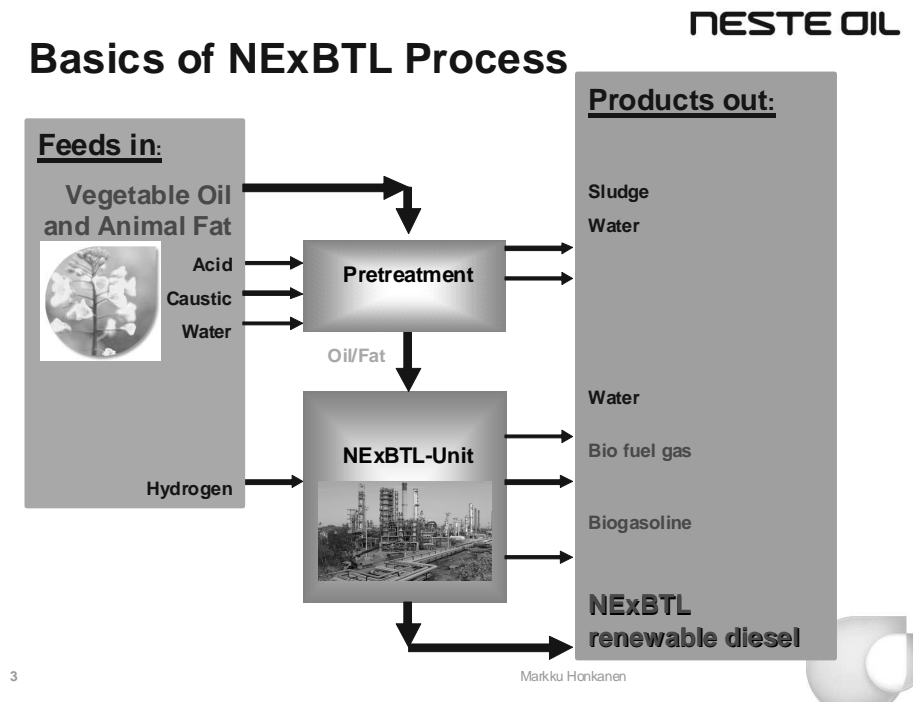 NESTE OIL
Basics of NExBTL Process
Feeds in:
Vegetable Oil
and Animal Fat
Acid
Caustic
Water
Hydrogen
Pretreatment
Oil/Fat
NExBTL-Unit
Products out:
Sludge
Water
Water
Bio fuel gas
Biogasoline
NExBTL
renewable diesel
3
Markku Honkanen